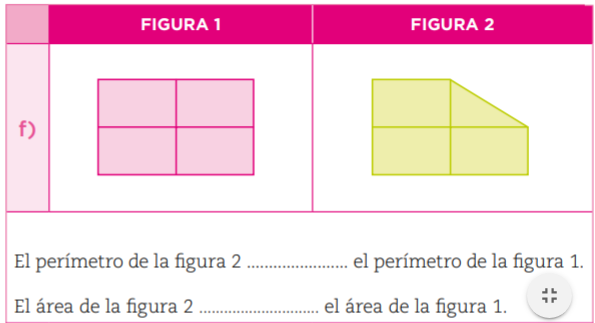 FIGURA 1 FIGURA 2
f)
El perímetro de la figura 2 ....................... el perímetro de la figura 1.
El área de la figura 2 ........................... el área de la figura 1.